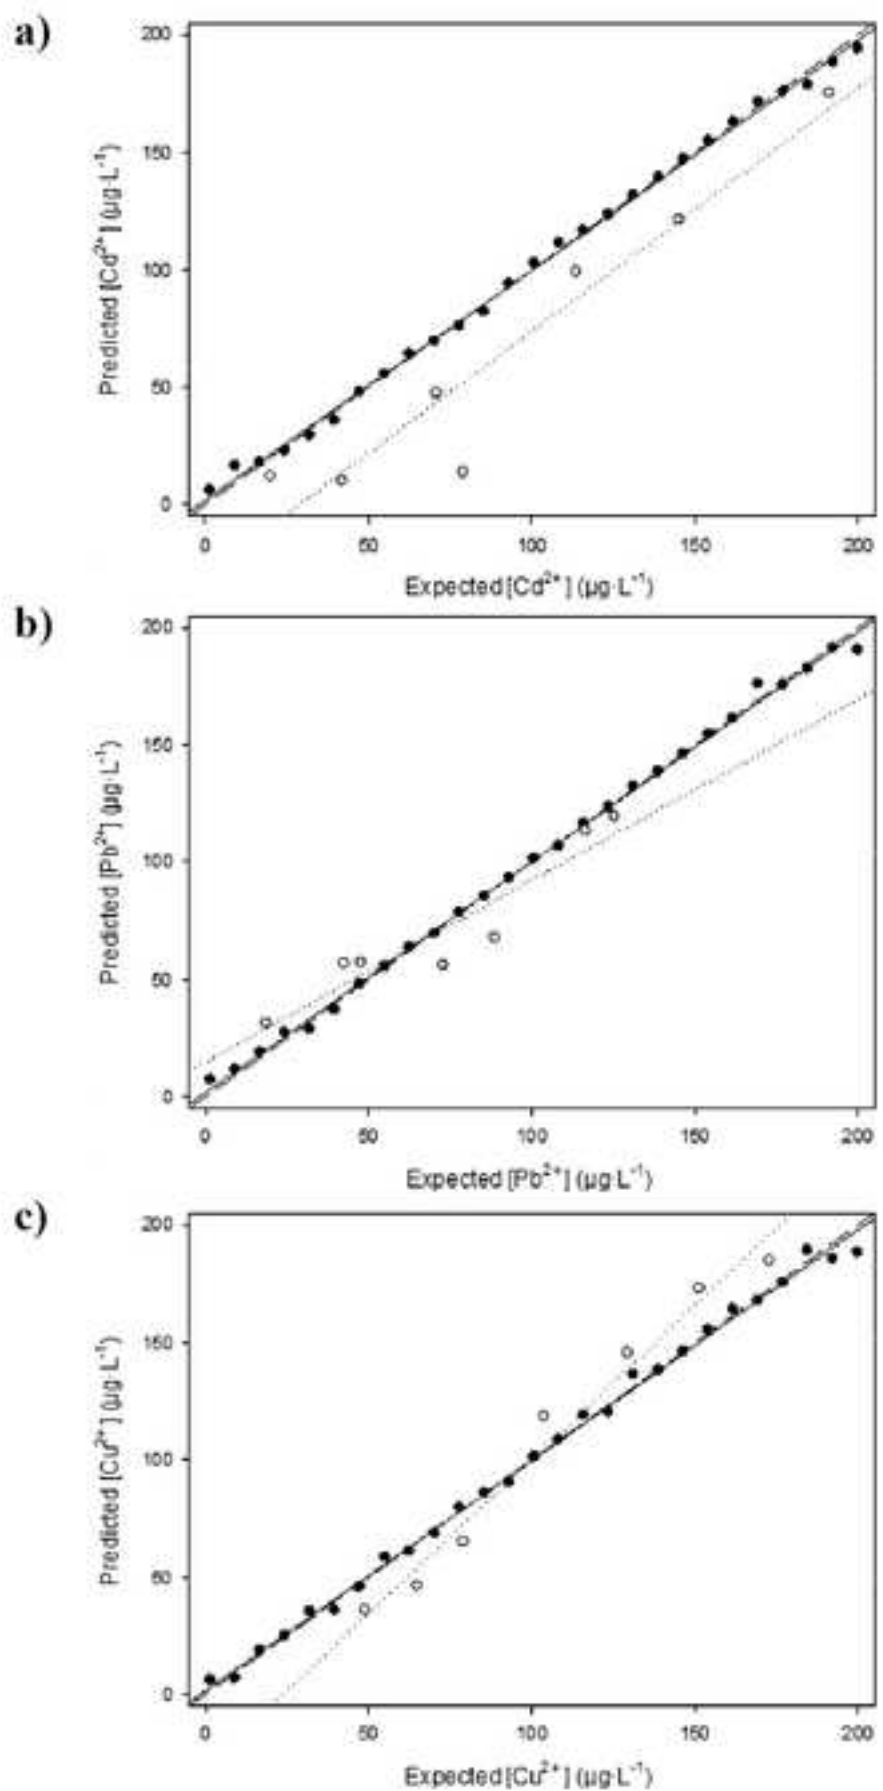 a)
200
150
100
50
0
Predicted [Cd²⁺] (µg·L⁻¹)
0 50 100 150 200
Expected [Cd²⁺] (µg·L⁻¹)
b)
200
150
100
50
0
Predicted [Pb²⁺] (µg·L⁻¹)
0 50 100 150 200
Expected [Pb²⁺] (µg·L⁻¹)
c)
200
150
100
50
0
Predicted [Cu²⁺] (µg·L⁻¹)
0 50 100 150 200
Expected [Cu²⁺] (µg·L⁻¹)